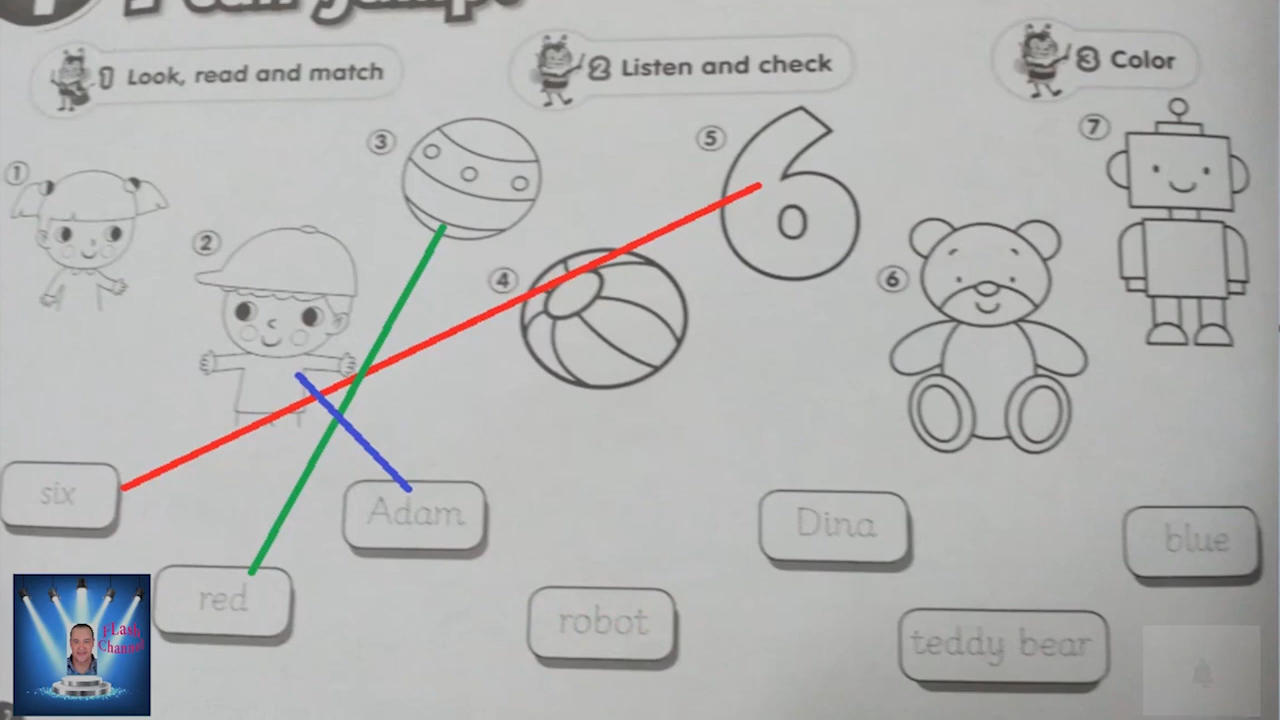 1 I can jump!
1 Look, read and match
2 Listen and check
3 Color
1
2
3
4
5
6
6
7
six
Adam
Dina
blue
red
robot
teddy bear
FLash
Channel